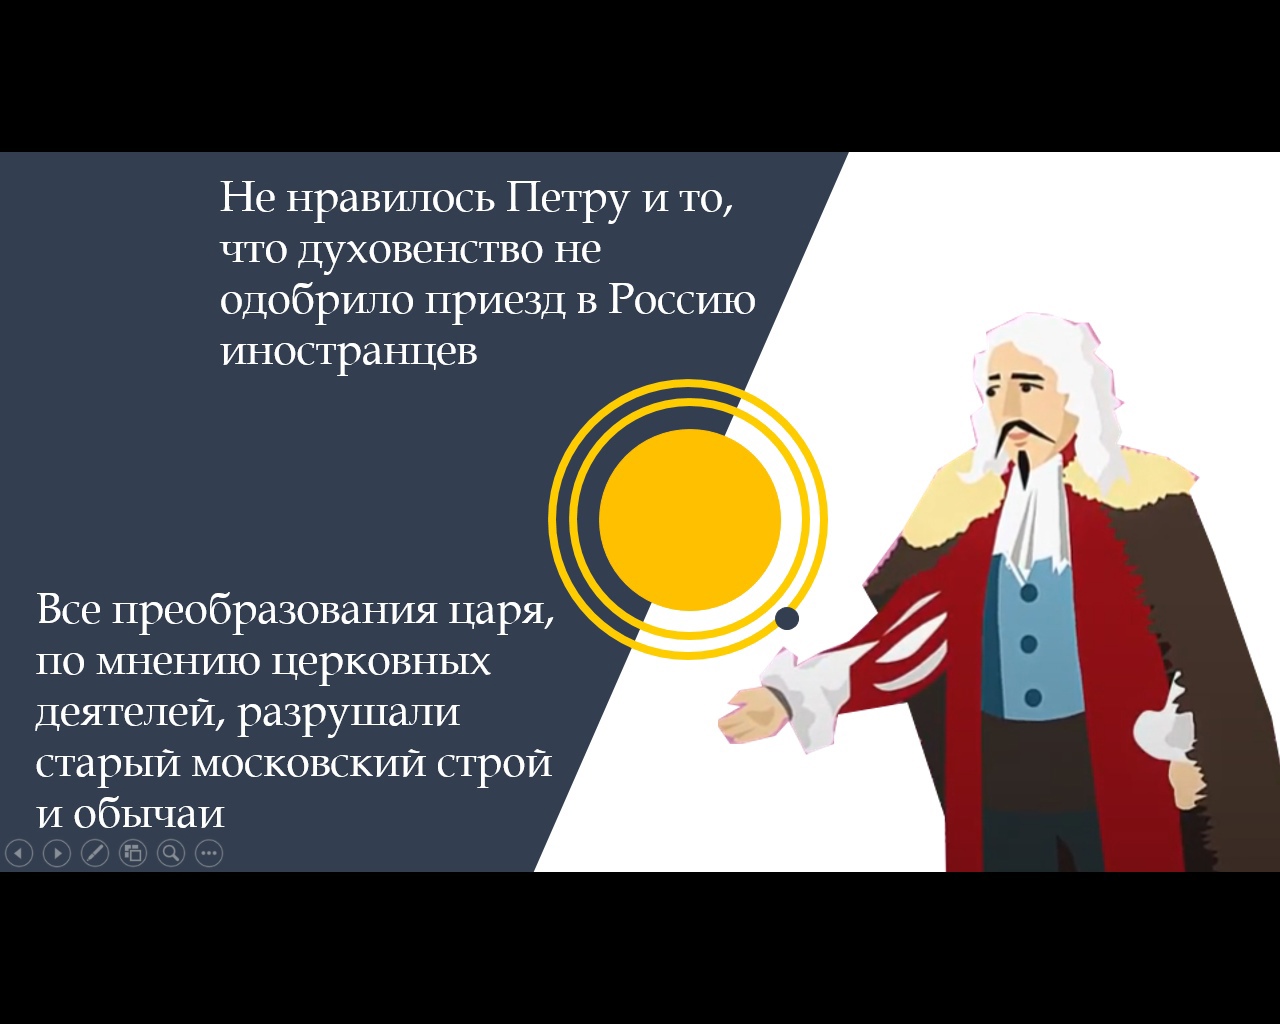 Не нравилось Петру и то,
что духовенство не
одобрило приезд в Россию
иностранцев
Все преобразования царя,
по мнению церковных
деятелей, разрушали
старый московский строй
и обычаи